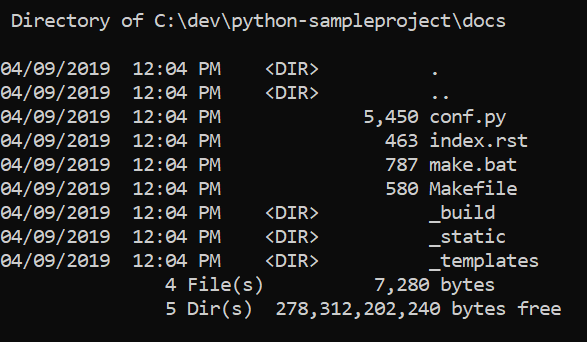 Directory of C:\dev\python-sampleproject\docs
04/09/2019  12:04 PM    <DIR>          .
04/09/2019  12:04 PM    <DIR>          ..
04/09/2019  12:04 PM             5,450 conf.py
04/09/2019  12:04 PM               463 index.rst
04/09/2019  12:04 PM               787 make.bat
04/09/2019  12:04 PM               580 Makefile
04/09/2019  12:04 PM    <DIR>          _build
04/09/2019  12:04 PM    <DIR>          _static
04/09/2019  12:04 PM    <DIR>          _templates
               4 File(s)          7,280 bytes
               5 Dir(s)  278,312,202,240 bytes free